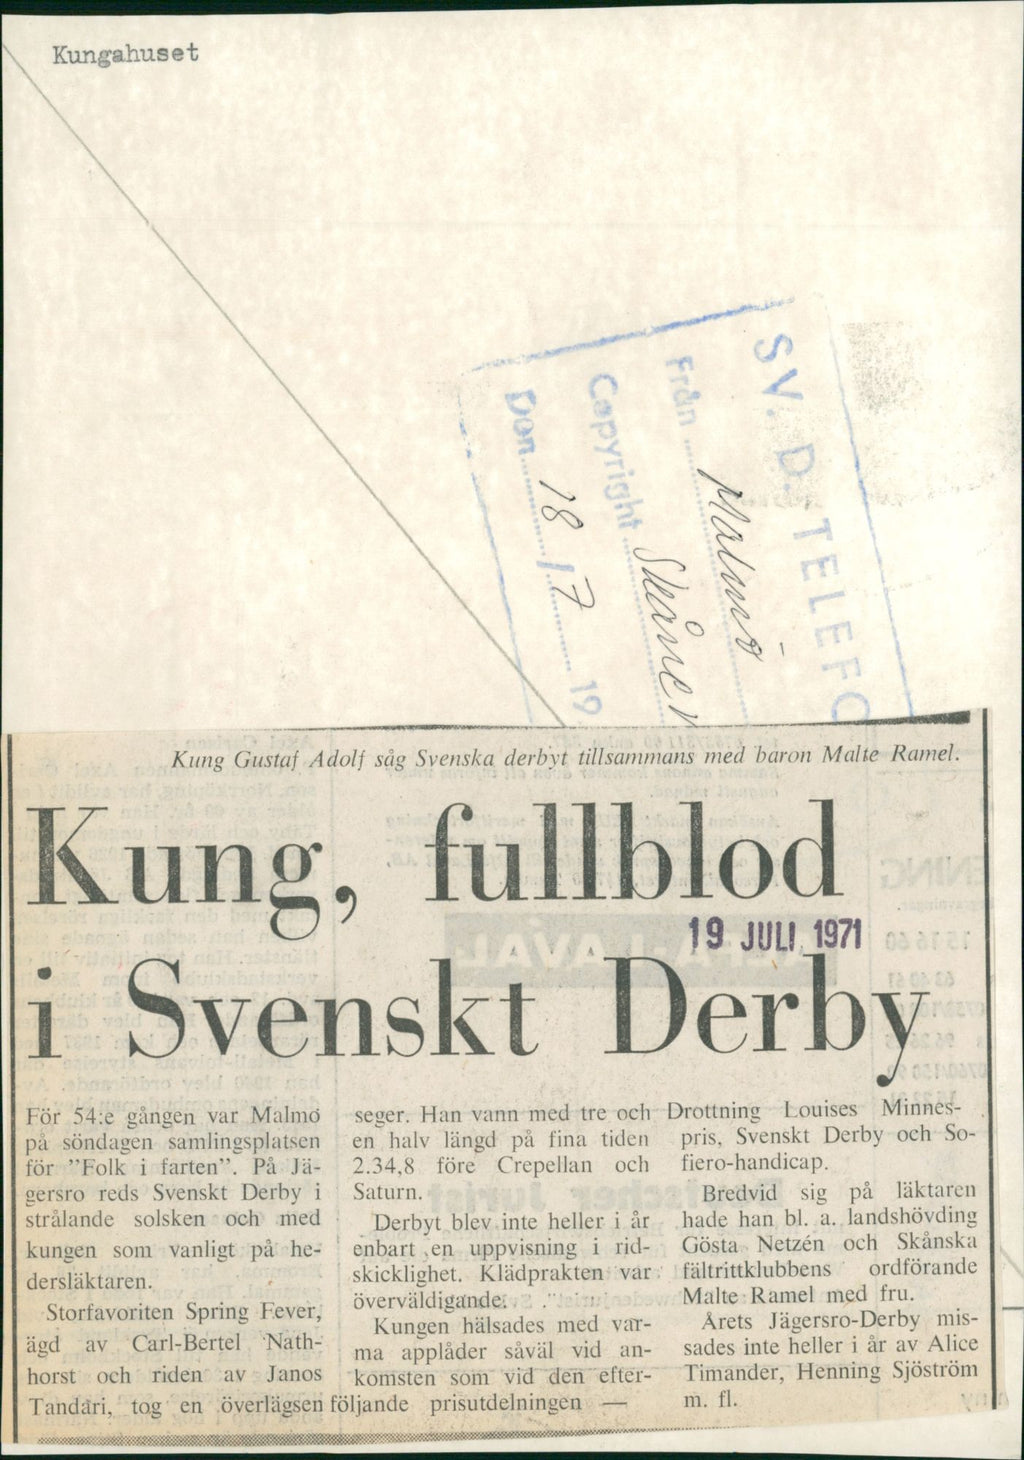 Kungahuset
SV. D. TELEFO
Från Malmö
Copyright Skånen
Den 18/7 19
Kung Gustaf Adolf såg Svenska derbyt tillsammans med baron Malte Ramel.
Kung, fullblod
19 JULI 1971
i Svenskt Derby
För 54:e gången var Malmö
på söndagen samlingsplatsen
för "Folk i farten". På Jä-
gersro reds Svenskt Derby i
strålande solsken och med
kungen som vanligt på he-
dersläktaren.
Storfavoriten Spring Fever,
ägd av Carl-Bertel Nath-
horst och riden av Janos
Tandari, tog en överlägsen
seger. Han vann med tre och
en halv längd på fina tiden
2.34,8 före Crepellan och
Saturn.
Derbyt blev inte heller i år
enbart en uppvisning i rid-
skicklighet. Klädprakten var
överväldigande.
Kungen hälsades med var-
ma applåder såväl vid an-
komsten som vid den efter-
följande prisutdelningen —
Drottning Louises Minnes-
pris, Svenskt Derby och So-
fiero-handicap.
Bredvid sig på läktaren
hade han bl. a. landshövding
Gösta Netzén och Skånska
fältrittklubbens ordförande
Malte Ramel med fru.
Årets Jägersro-Derby mis-
sades inte heller i år av Alice
Timander, Henning Sjöström
m. fl.